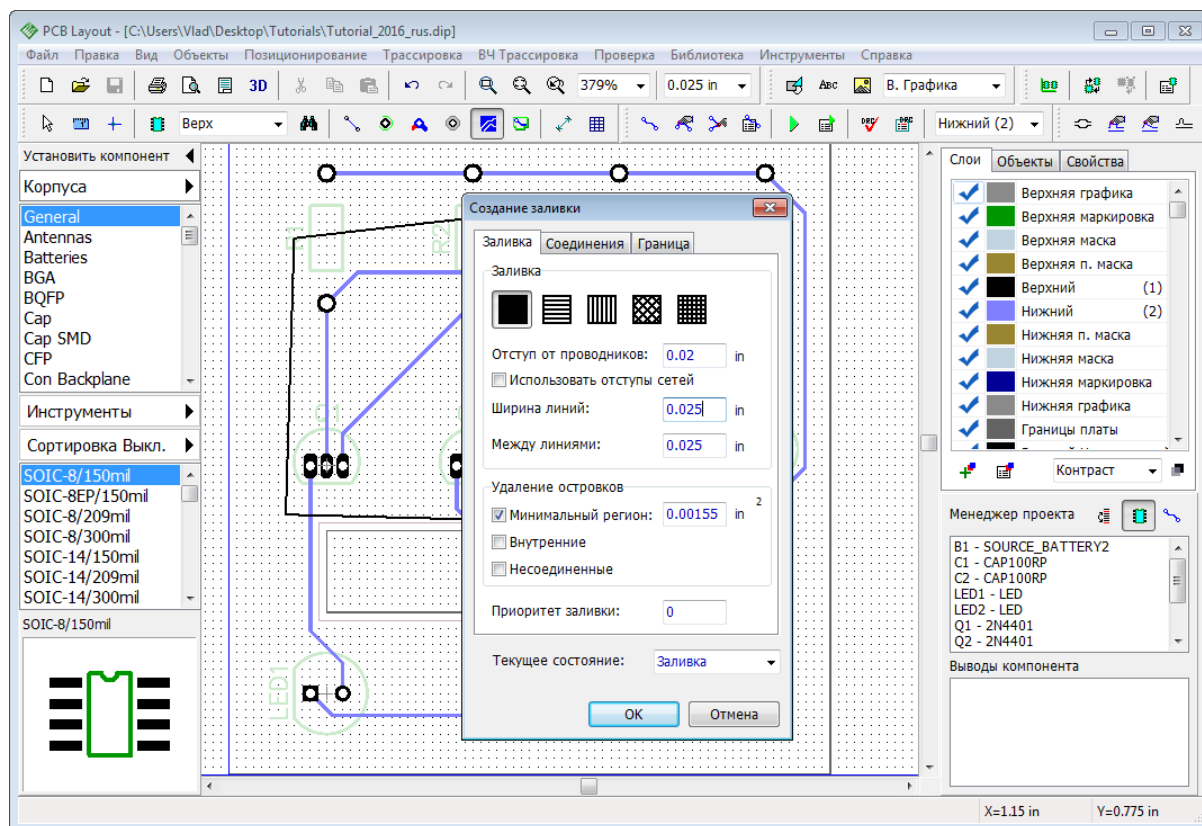 PCB Layout - [C:\Users\Vlad\Desktop\Tutorials\Tutorial_2016_rus.dip]
Файл Правка Вид Объекты Позиционирование Трассировка ВЧ Трассировка Проверка Библиотека Инструменты Справка
3D 379% 0.025 in ABC В. Графика
Верх DRC DRC Нижний (2)
Установить компонент
Корпуса
General
Antennas
Batteries
BGA
BQFP
Cap
Cap SMD
CFP
Con Backplane
Инструменты
Сортировка Выкл.
SOIC-8/150mil
SOIC-8EP/150mil
SOIC-8/209mil
SOIC-8/300mil
SOIC-14/150mil
SOIC-14/209mil
SOIC-14/300mil
SOIC-8/150mil
R2
Q1
LED1
Создание заливки
Заливка Соединения Граница
Заливка
Отступ от проводников: 0.02 in
Использовать отступы сетей
Ширина линий: 0.025 in
Между линиями: 0.025 in
Удаление островков
Минимальный регион: 0.00155 in 2
Внутренние
Несоединенные
Приоритет заливки: 0
Текущее состояние: Заливка
OK Отмена
Слои Объекты Свойства
Верхняя графика
Верхняя маркировка
Верхняя маска
Верхняя п. маска
Верхний (1)
Нижний (2)
Нижняя п. маска
Нижняя маска
Нижняя маркировка
Нижняя графика
Границы платы
Контраст
Менеджер проекта
B1 - SOURCE_BATTERY2
C1 - CAP100RP
C2 - CAP100RP
LED1 - LED
LED2 - LED
Q1 - 2N4401
Q2 - 2N4401
Выводы компонента
X=1.15 in Y=0.775 in